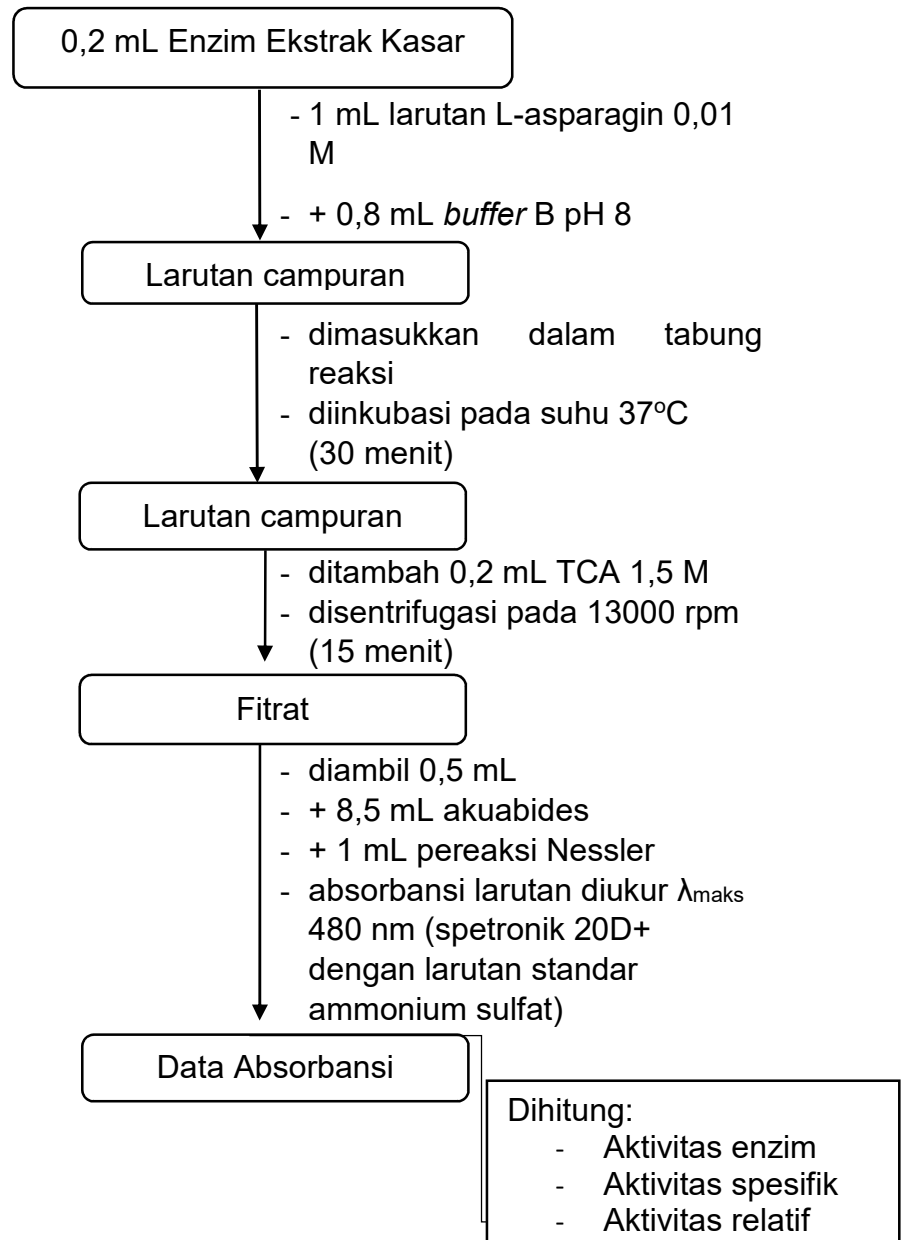 0,2 mL Enzim Ekstrak Kasar
- 1 mL larutan L-asparagin 0,01
M
- + 0,8 mL buffer B pH 8
Larutan campuran
- dimasukkan dalam tabung
reaksi
- diinkubasi pada suhu 37ºC
(30 menit)
Larutan campuran
- ditambah 0,2 mL TCA 1,5 M
- disentrifugasi pada 13000 rpm
(15 menit)
Fitrat
- diambil 0,5 mL
- + 8,5 mL akuabides
- + 1 mL pereaksi Nessler
- absorbansi larutan diukur λmaks
480 nm (spetronik 20D+
dengan larutan standar
ammonium sulfat)
Data Absorbansi
Dihitung:
- Aktivitas enzim
- Aktivitas spesifik
- Aktivitas relatif